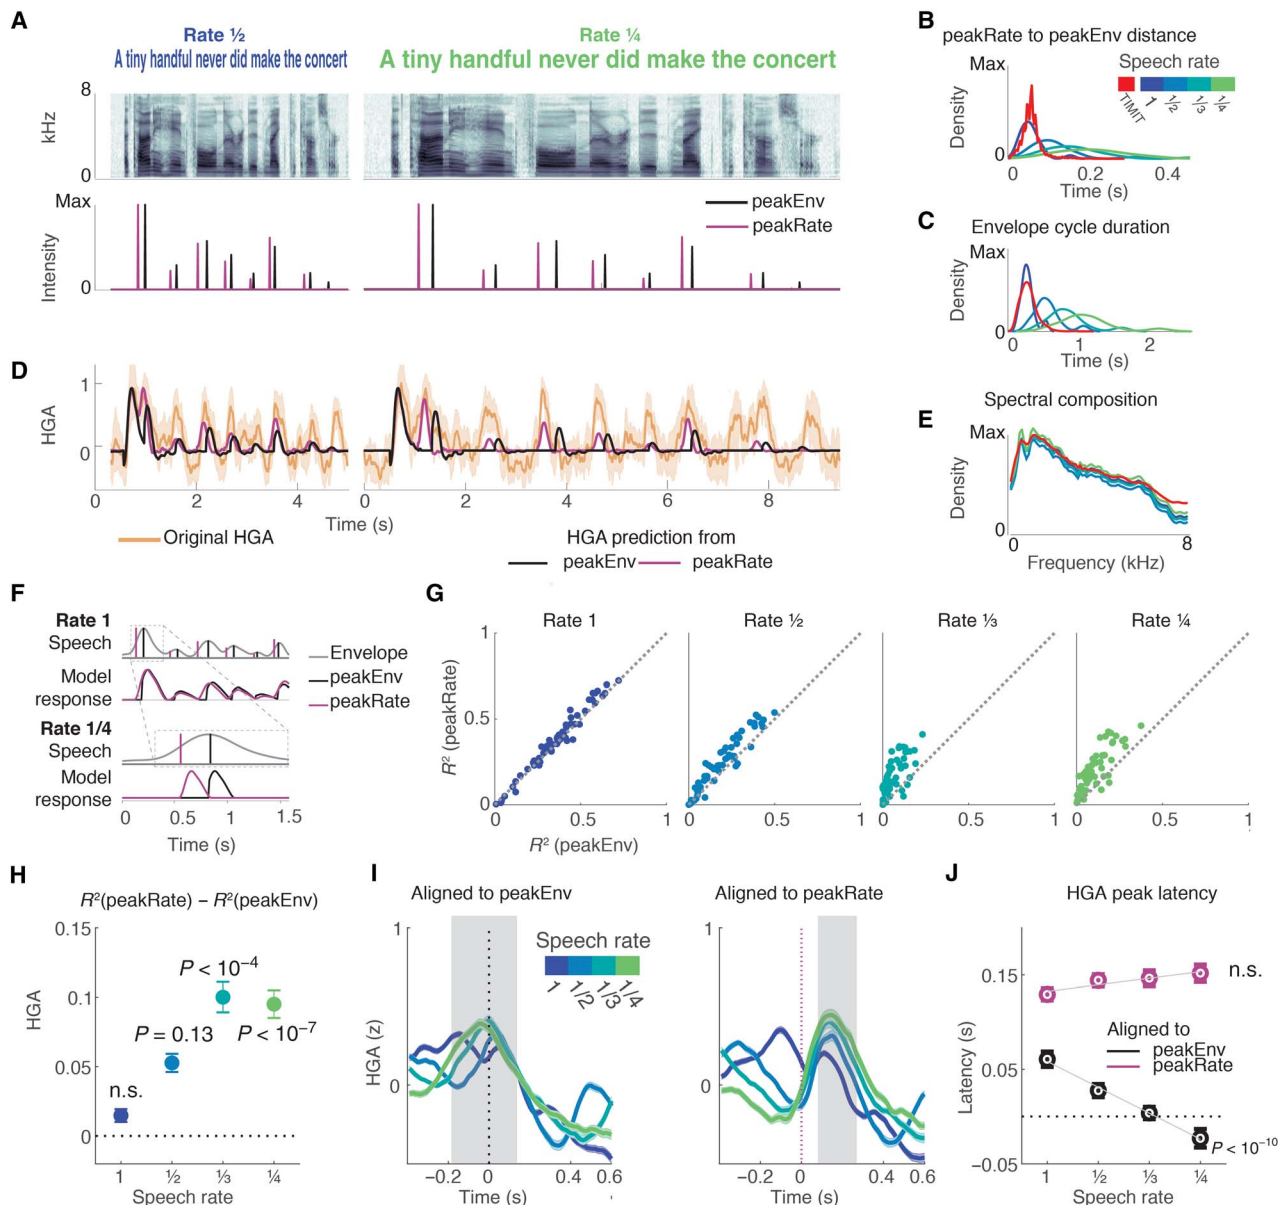 A
Rate ½
A tiny handful never did make the concert
Rate ¼
A tiny handful never did make the concert
8
kHz
0
Max
Intensity
0
peakEnv
peakRate
B
peakRate to peakEnv distance
Max
Density
0
Speech rate
TIMIT
1
1/2
1/3
1/4
0
0.2
0.4
Time (s)
C
Envelope cycle duration
Max
Density
0
0
1
2
Time (s)
D
1
HGA
0
0
2
4
0
2
4
6
8
Time (s)
Original HGA
HGA prediction from
peakEnv
peakRate
Spectral composition
E
Max
Density
0
0
8
Frequency (kHz)
F
Rate 1
Speech
Model
response
Rate 1/4
Speech
Model
response
Envelope
peakEnv
peakRate
0
0.5
1
1.5
Time (s)
G
Rate 1
Rate ½
Rate ⅓
Rate ¼
1
0.5
0
R² (peakRate)
0
0.5
1
0
0.5
1
0
0.5
1
0
0.5
1
R² (peakEnv)
H
R²(peakRate) – R²(peakEnv)
0.15
0.1
0.05
0
HGA
n.s.
P = 0.13
P < 10⁻⁴
P < 10⁻⁷
1
½
⅓
¼
Speech rate
I
Aligned to peakEnv
1
0
HGA (z)
Speech rate
1
1/2
1/3
1/4
−0.2
0
0.4
0.6
Time (s)
Aligned to peakRate
1
0
−0.2
0
0.4
0.6
Time (s)
J
HGA peak latency
0.15
0.05
−0.05
Latency (s)
n.s.
Aligned to
peakEnv
peakRate
P < 10⁻¹⁰
1
½
⅓
¼
Speech rate